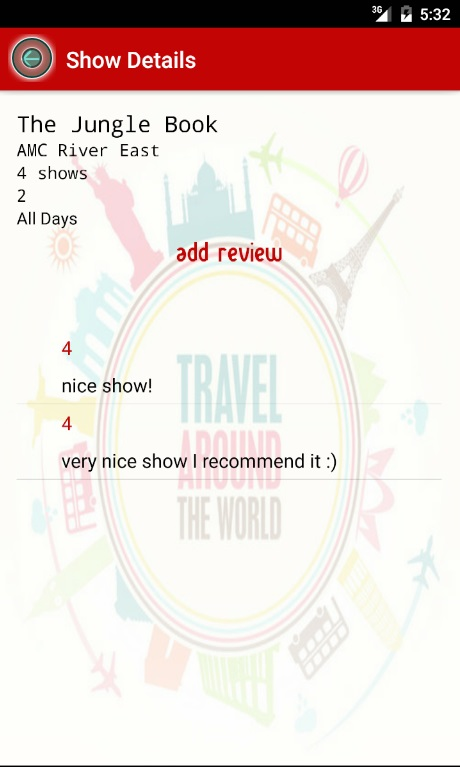 3G 5:32
Show Details
The Jungle Book
AMC River East
4 shows
2
All Days
add review
4
nice show!
4
very nice show I recommend it :)
TRAVEL
AROUND
THE WORLD